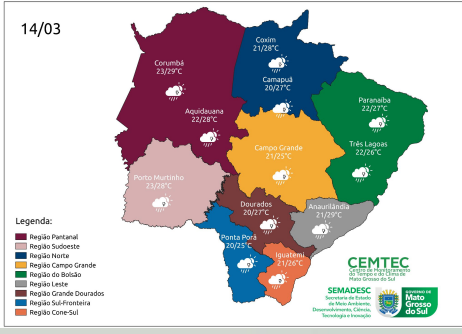 14/03
Coxim
21/28°C
Corumbá
23/29°C
Camapuã
20/27°C
Aquidauana
22/28°C
Paranaíba
22/27°C
Três Lagoas
22/26°C
Campo Grande
21/25°C
Porto Murtinho
23/28°C
Dourados
20/27°C
Anaurilândia
21/29°C
Ponta Porã
20/25°C
Iguatemi
21/26°C
Legenda:
Região Pantanal
Região Sudoeste
Região Norte
Região Campo Grande
Região do Bolsão
Região Leste
Região Grande Dourados
Região Sul-Fronteira
Região Cone-Sul
CEMTEC
Centro de Monitoramento
do Tempo e do Clima de
Mato Grosso do Sul
SEMADESC
Secretaria de Estado
de Meio Ambiente,
Desenvolvimento, Ciência,
Tecnologia e Inovação
GOVERNO DE
Mato
Grosso
do Sul